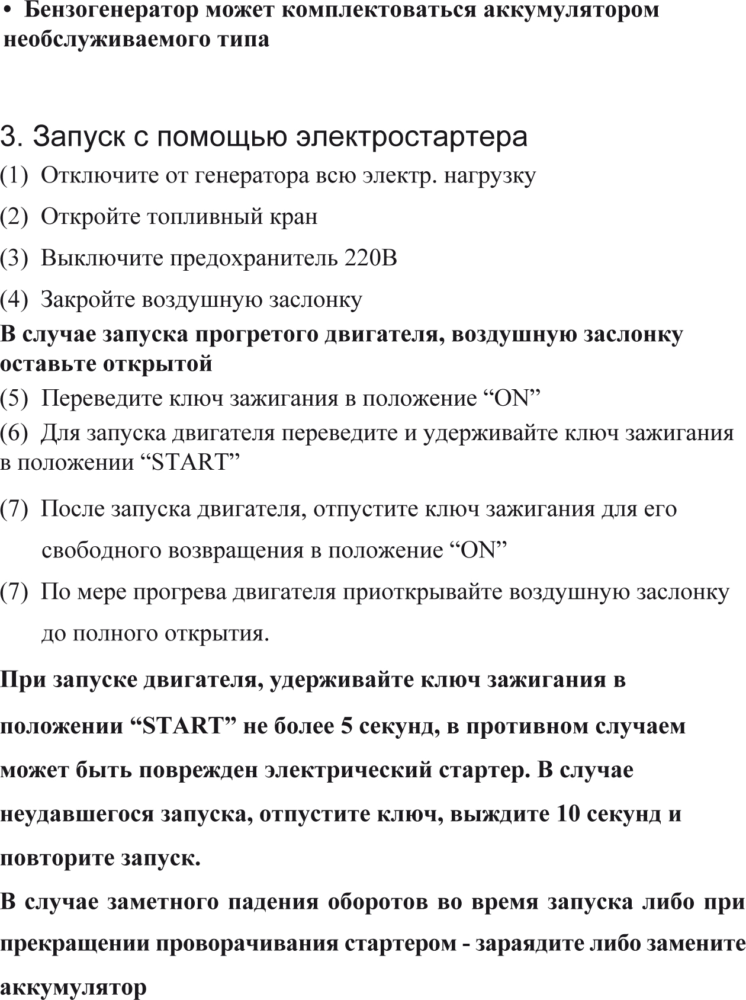 • Бензогенератор может комплектоваться аккумулятором
необслуживаемого типа
3. Запуск с помощью электростартера
(1) Отключите от генератора всю электр. нагрузку
(2) Откройте топливный кран
(3) Выключите предохранитель 220В
(4) Закройте воздушную заслонку
В случае запуска прогретого двигателя, воздушную заслонку
оставьте открытой
(5) Переведите ключ зажигания в положение “ON”
(6) Для запуска двигателя переведите и удерживайте ключ зажигания
в положении “START”
(7) После запуска двигателя, отпустите ключ зажигания для его
свободного возвращения в положение “ON”
(7) По мере прогрева двигателя приоткрывайте воздушную заслонку
до полного открытия.
При запуске двигателя, удерживайте ключ зажигания в
положении “START” не более 5 секунд, в противном случаем
может быть поврежден электрический стартер. В случае
неудавшегося запуска, отпустите ключ, выждите 10 секунд и
повторите запуск.
В случае заметного падения оборотов во время запуска либо при
прекращении проворачивания стартером - зараядите либо замените
аккумулятор